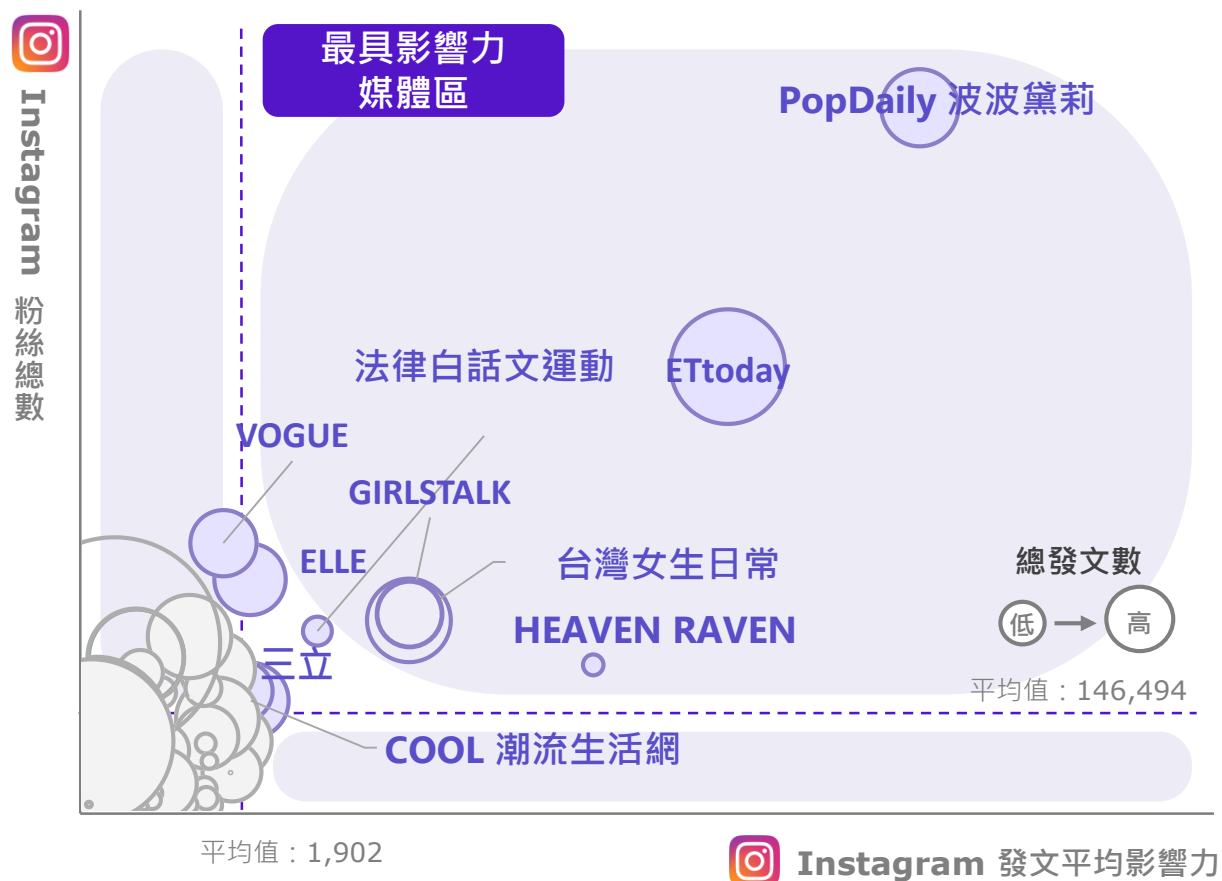 最具影響力
媒體區
PopDaily 波波黛莉
Instagram 粉絲總數
法律白話文運動
ETtoday
VOGUE
GIRLSTALK
ELLE
台灣女生日常
總發文數
低
高
HEAVEN RAVEN
三立
平均值：146,494
COOL 潮流生活網
平均值：1,902
Instagram 發文平均影響力